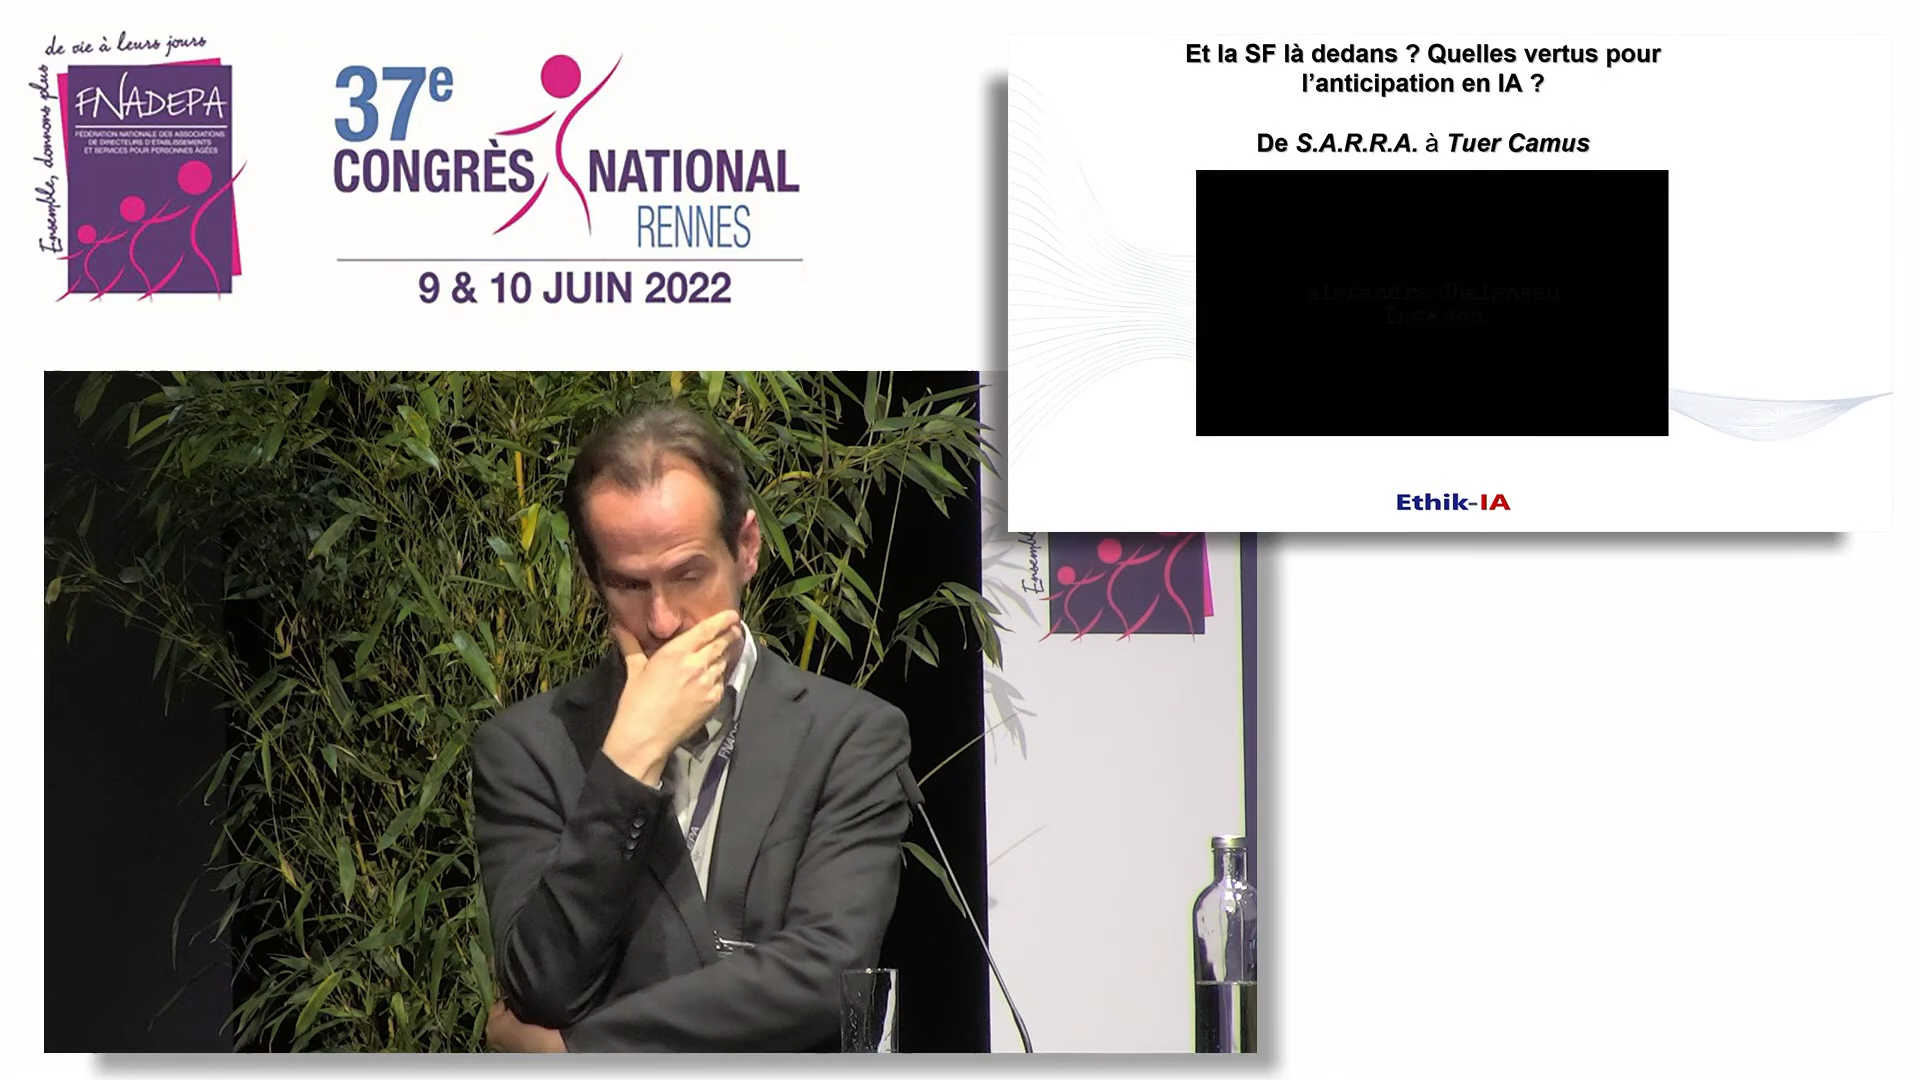 de vie à leurs jours
Ensemble, donnons plus
FNADEPA
FÉDÉRATION NATIONALE DES ASSOCIATIONS
DE DIRECTEURS D'ÉTABLISSEMENTS
ET SERVICES POUR PERSONNES ÂGÉES
37e
CONGRÈS NATIONAL
RENNES
9 & 10 JUIN 2022
Et la SF là dedans ? Quelles vertus pour
l'anticipation en IA ?
De S.A.R.R.A. à Tuer Camus
Ethik-IA